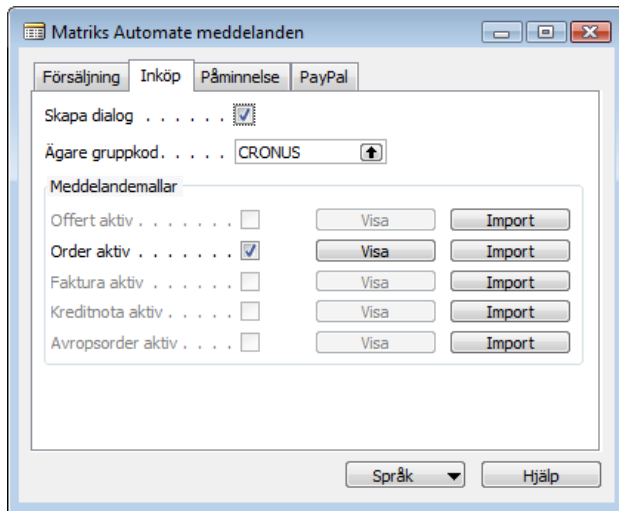 Matriks Automate meddelanden
Försäljning Inköp Påminnelse PayPal
Skapa dialog . . . . . .
Ägare gruppkod. . . . . CRONUS
Meddelandemallar
Offert aktiv . . . . . . . Visa Import
Order aktiv . . . . . . . Visa Import
Faktura aktiv . . . . . . Visa Import
Kreditnota aktiv . . . . . Visa Import
Avropsorder aktiv . . . . Visa Import
Språk Hjälp